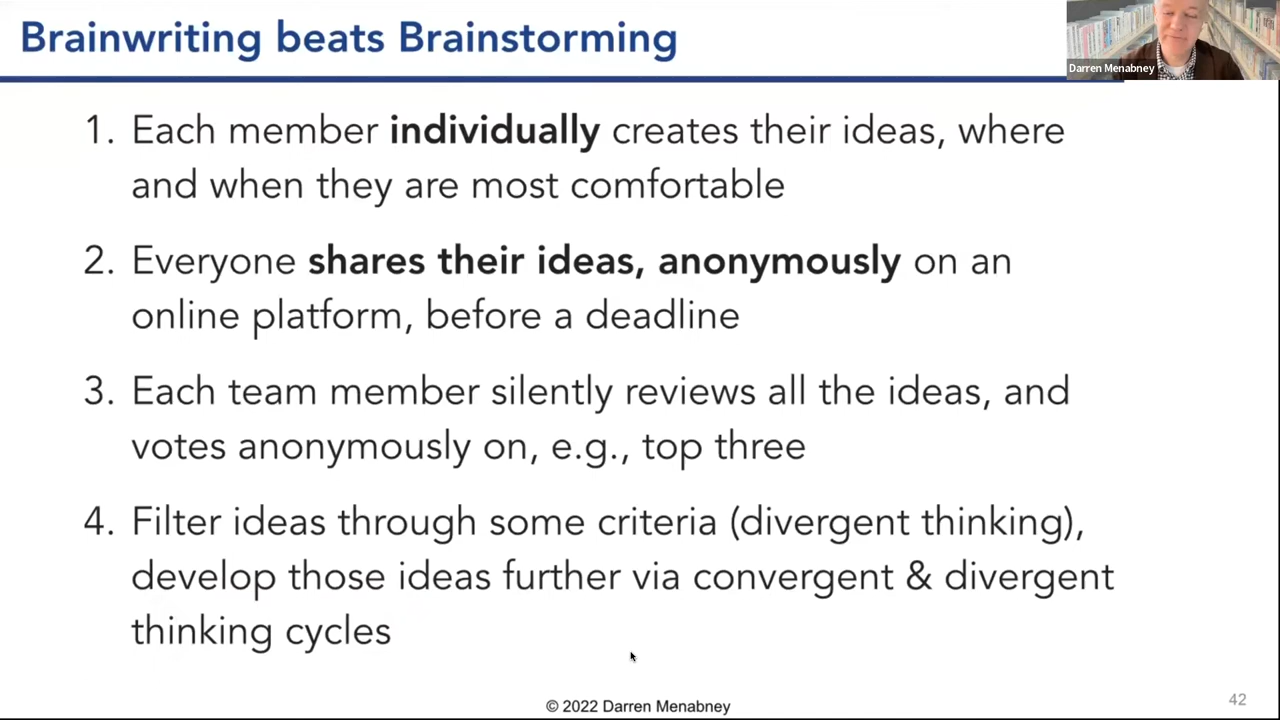 Brainwriting beats Brainstorming
Darren Menabney
1. Each member individually creates their ideas, where
and when they are most comfortable
2. Everyone shares their ideas, anonymously on an
online platform, before a deadline
3. Each team member silently reviews all the ideas, and
votes anonymously on, e.g., top three
4. Filter ideas through some criteria (divergent thinking),
develop those ideas further via convergent & divergent
thinking cycles
© 2022 Darren Menabney
42